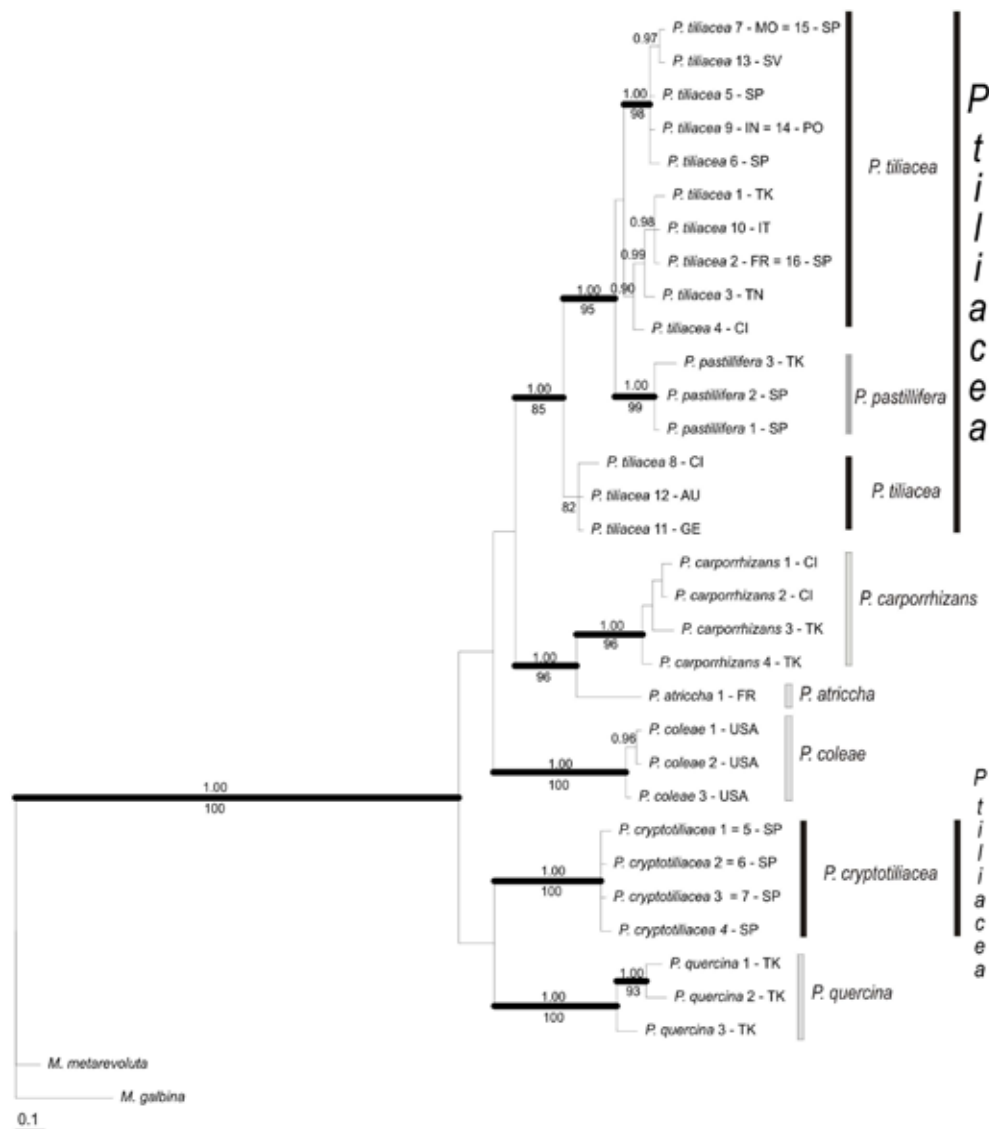 P. tiliacea 7 - MO = 15 - SP
0.97
P. tiliacea 13 - SV
1.00
P. tiliacea 5 - SP
98
P. tiliacea 9 - IN = 14 - PO
P. tiliacea 6 - SP
P. tiliacea
P. tiliacea 1 - TK
0.98
P. tiliacea 10 - IT
0.99
P. tiliacea 2 - FR = 16 - SP
1.00
0.90
P. tiliacea 3 - TN
95
P. tiliacea 4 - CI
P tiliacea
P. pastillifera 3 - TK
1.00
1.00
P. pastillifera 2 - SP
85
99
P. pastillifera
P. pastillifera 1 - SP
P. tiliacea 8 - CI
82
P. tiliacea 12 - AU
P. tiliacea
P. tiliacea 11 - GE
P. carporrhizans 1 - CI
P. carporrhizans 2 - CI
P. carporrhizans
1.00
P. carporrhizans 3 - TK
96
1.00
P. carporrhizans 4 - TK
96
P. atriccha 1 - FR
P. atriccha
P. coleae 1 - USA
0.96
P. coleae 2 - USA
P. coleae
1.00
100
P. coleae 3 - USA
1.00
100
P. cryptotiliacea 1 = 5 - SP
P. cryptotiliacea 2 = 6 - SP
1.00
P. cryptotiliacea
100
P. cryptotiliacea 3 = 7 - SP
P. cryptotiliacea 4 - SP
P tiliacea
P. quercina 1 - TK
1.00
93
P. quercina 2 - TK
P. quercina
1.00
100
P. quercina 3 - TK
M. metarevoluta
M. galbina
0.1